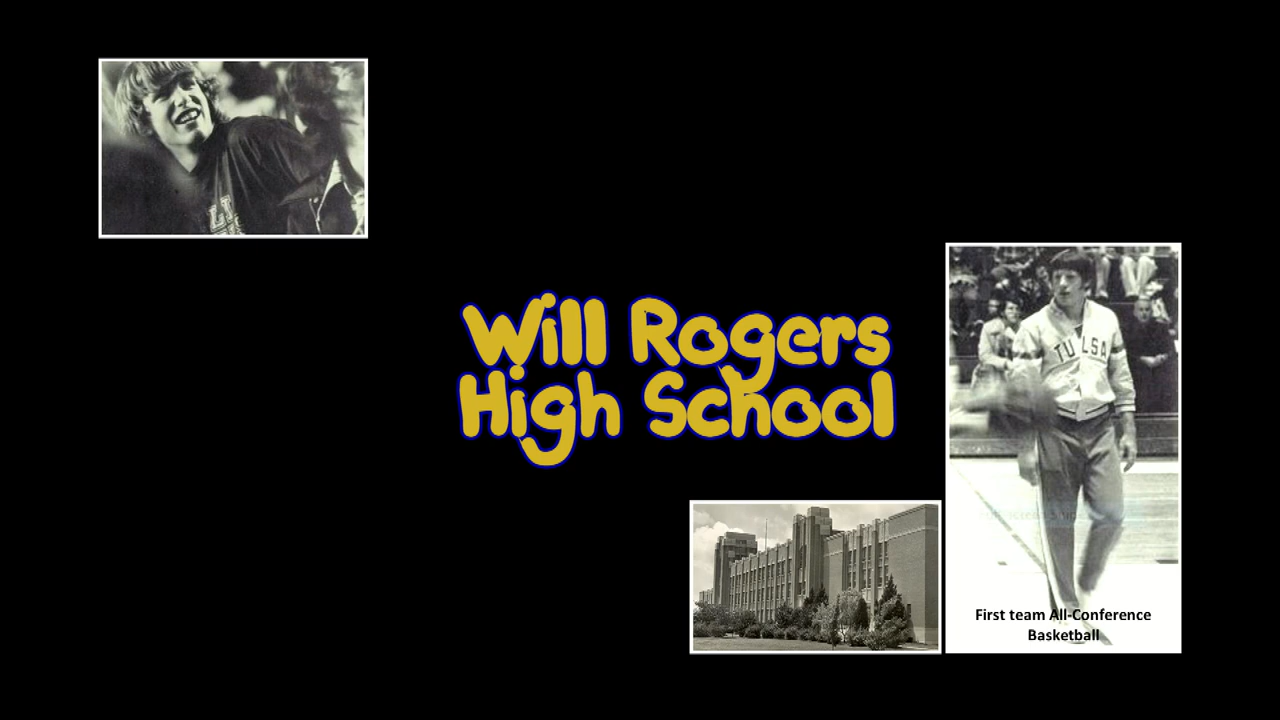 Will Rogers
High School
TULSA
First team All-Conference
Basketball